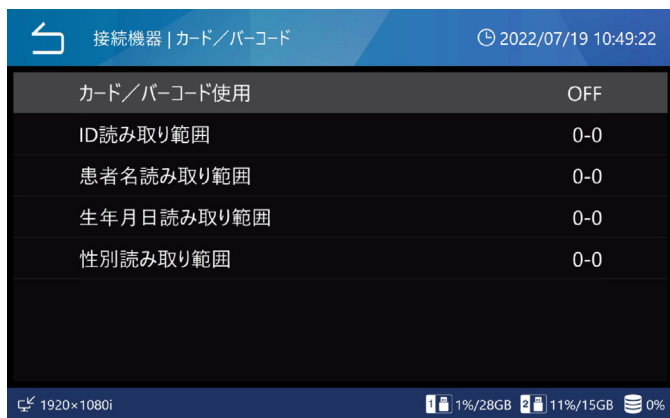 接続機器 | カード／バーコード 2022/07/19 10:49:22
カード／バーコード使用 OFF
ID読み取り範囲 0-0
患者名読み取り範囲 0-0
生年月日読み取り範囲 0-0
性別読み取り範囲 0-0
1920×1080i 1 1%/28GB 2 11%/15GB 0%